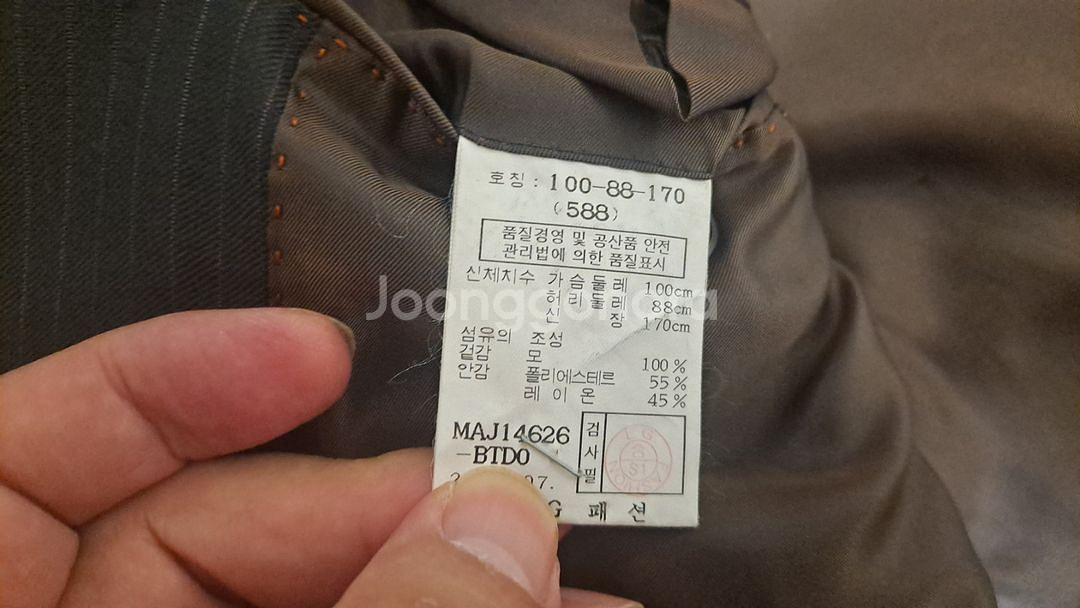 호칭 : 100-88-170
(588)
품질경영 및 공산품 안전
관리법에 의한 품질표시
신체치수 가슴둘레 100cm
허리둘레 88cm
신 장 170cm
섬유의 조성
겉감 모 100%
안감 폴리에스테르 55%
레이온 45%
MAJ14626
-BTD0
검사필
LG
S1
패션
Joonggonara